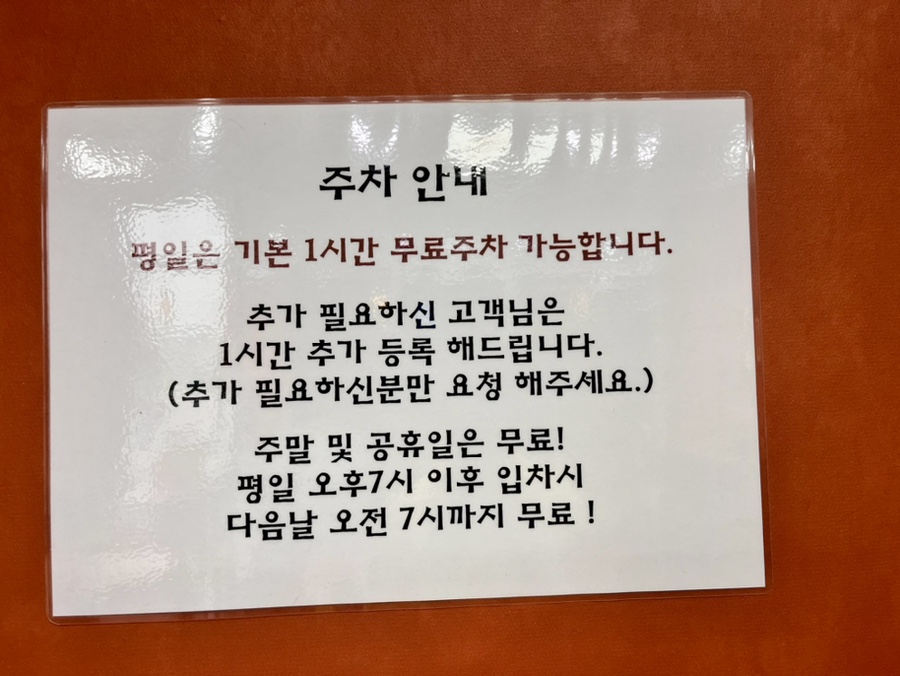 주차 안내
평일은 기본 1시간 무료주차 가능합니다.
추가 필요하신 고객님은
1시간 추가 등록 해드립니다.
(추가 필요하신분만 요청 해주세요.)
주말 및 공휴일은 무료!
평일 오후7시 이후 입차시
다음날 오전 7시까지 무료 !